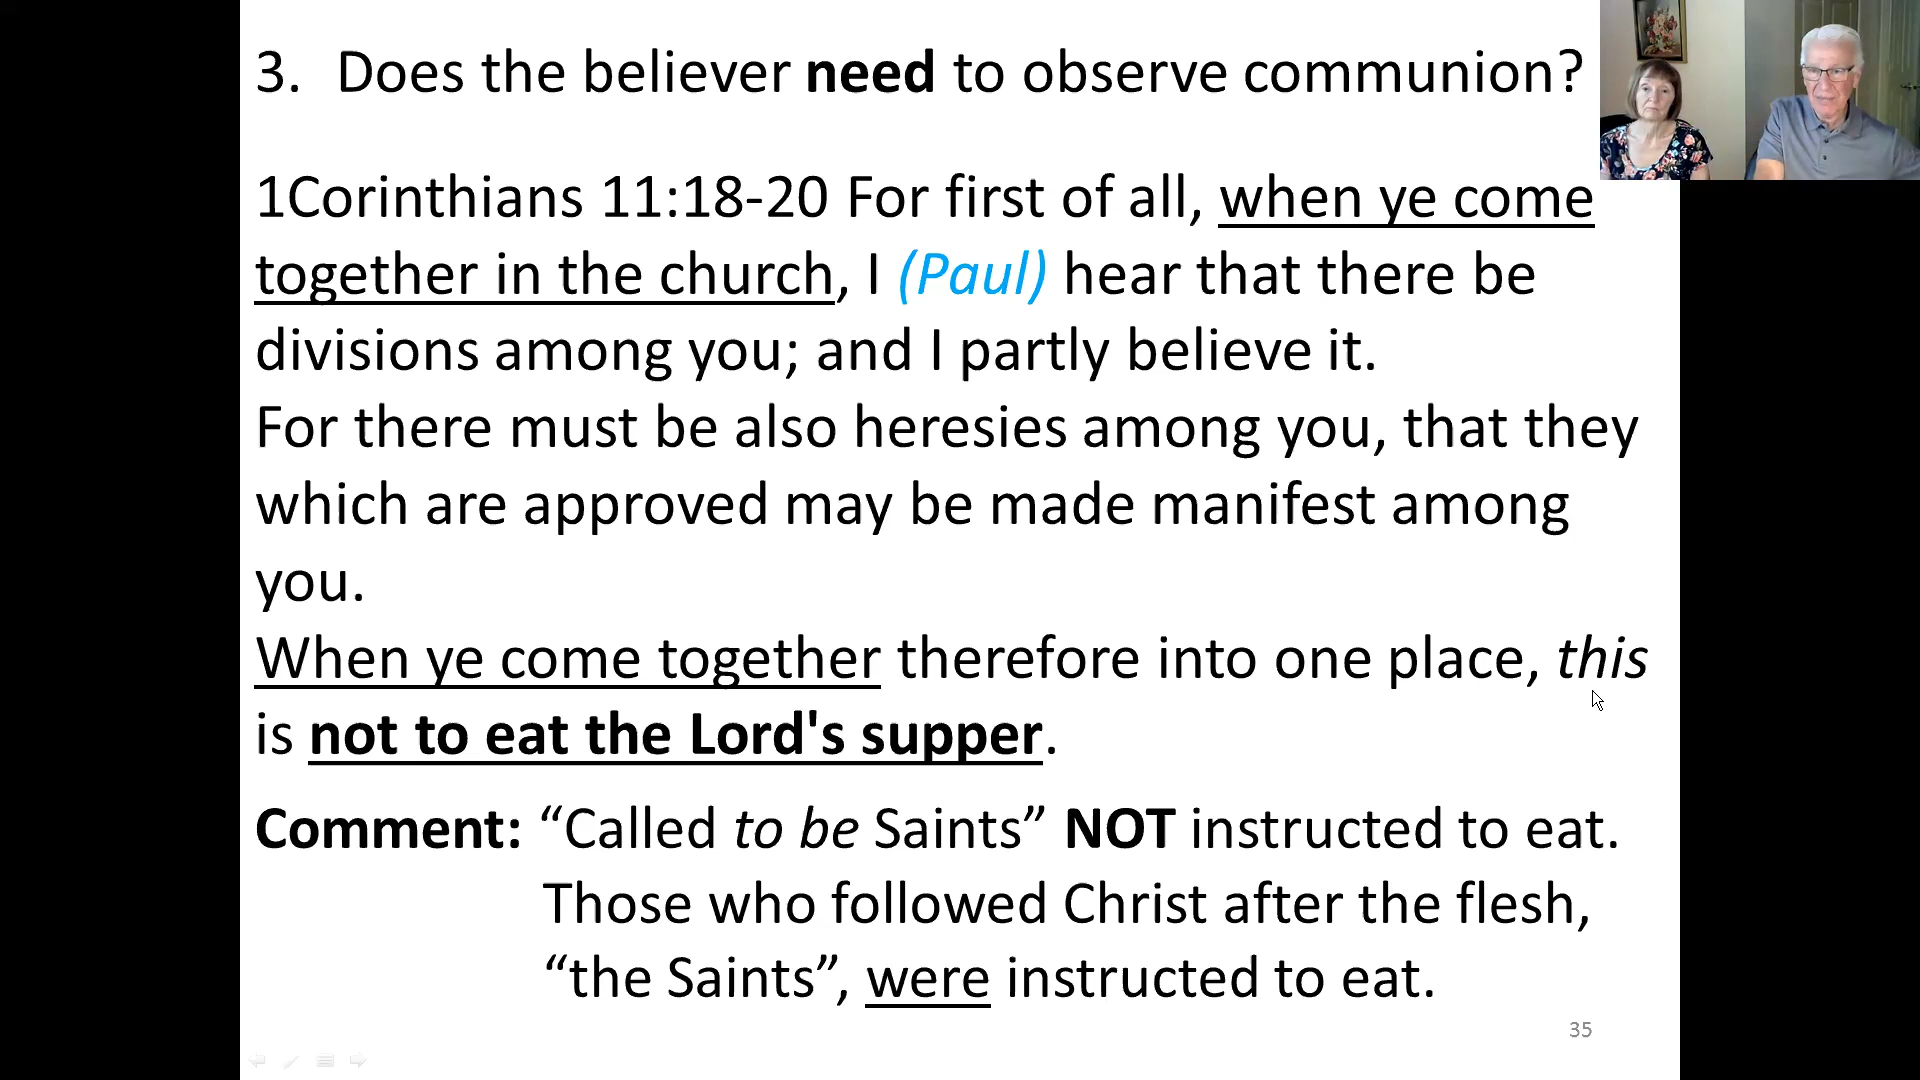 3. Does the believer need to observe communion?
1Corinthians 11:18-20 For first of all, when ye come
together in the church, I (Paul) hear that there be
divisions among you; and I partly believe it.
For there must be also heresies among you, that they
which are approved may be made manifest among
you.
When ye come together therefore into one place, this
is not to eat the Lord's supper.
Comment: “Called to be Saints” NOT instructed to eat.
Those who followed Christ after the flesh,
“the Saints”, were instructed to eat.
35